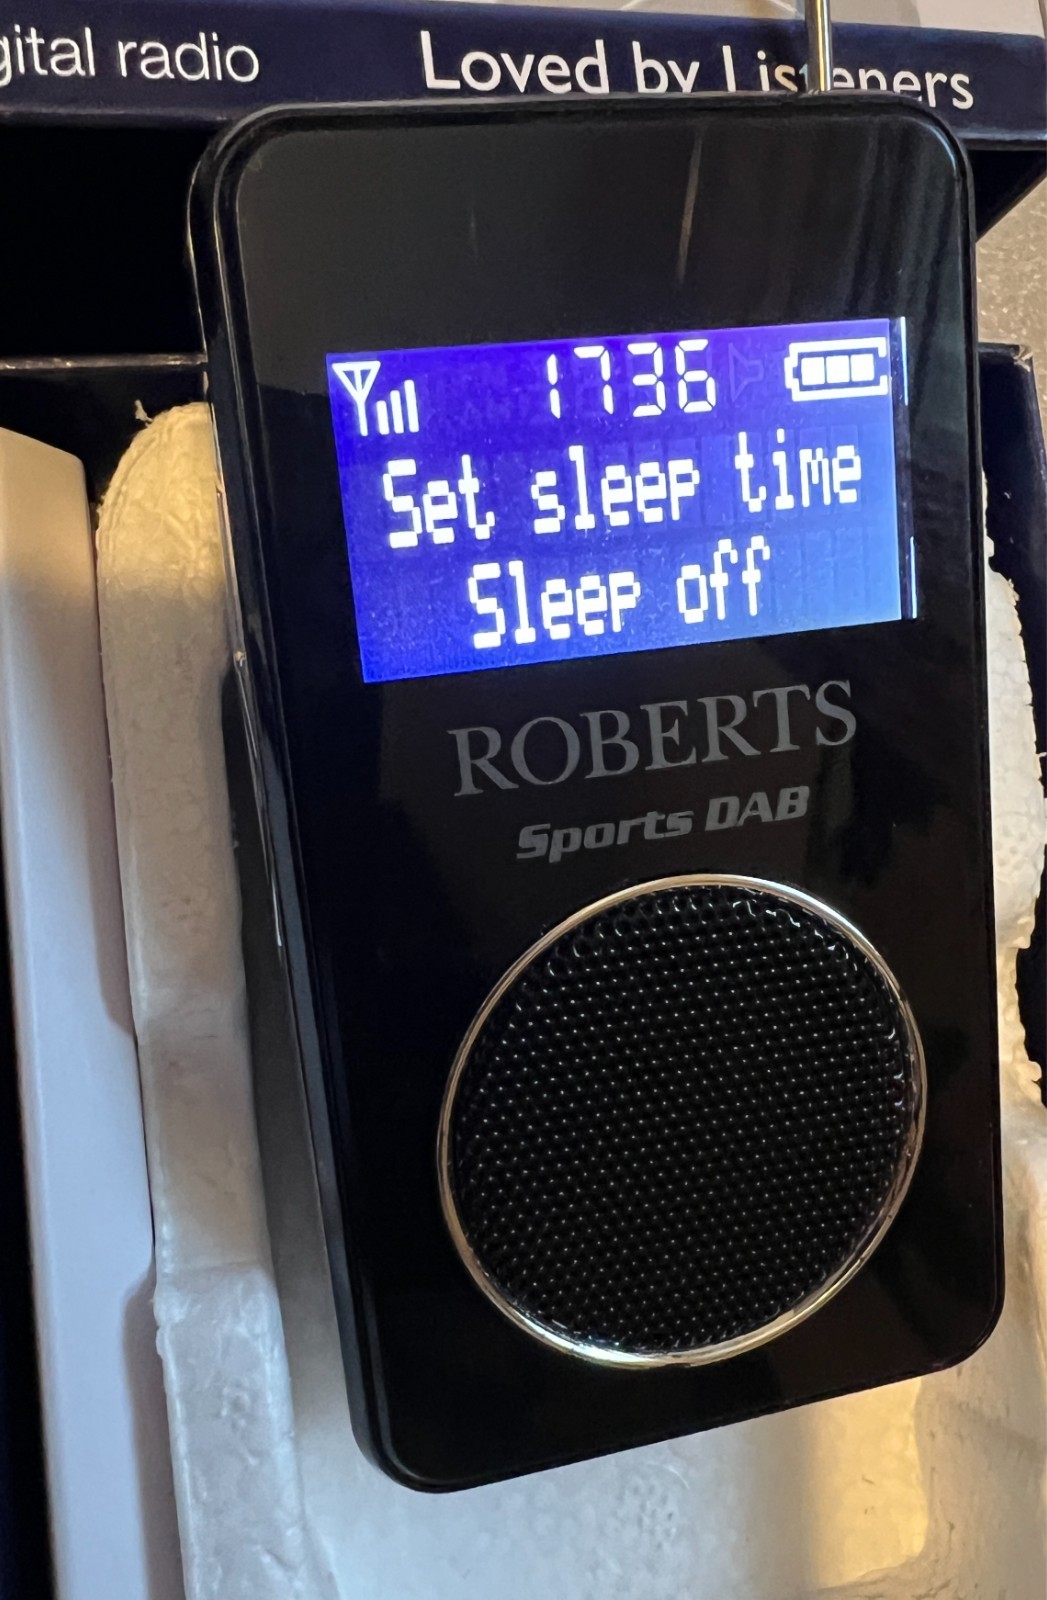 gital radio
Loved by Listeners
1736
Set sleep time
Sleep off
ROBERTS
Sports DAB